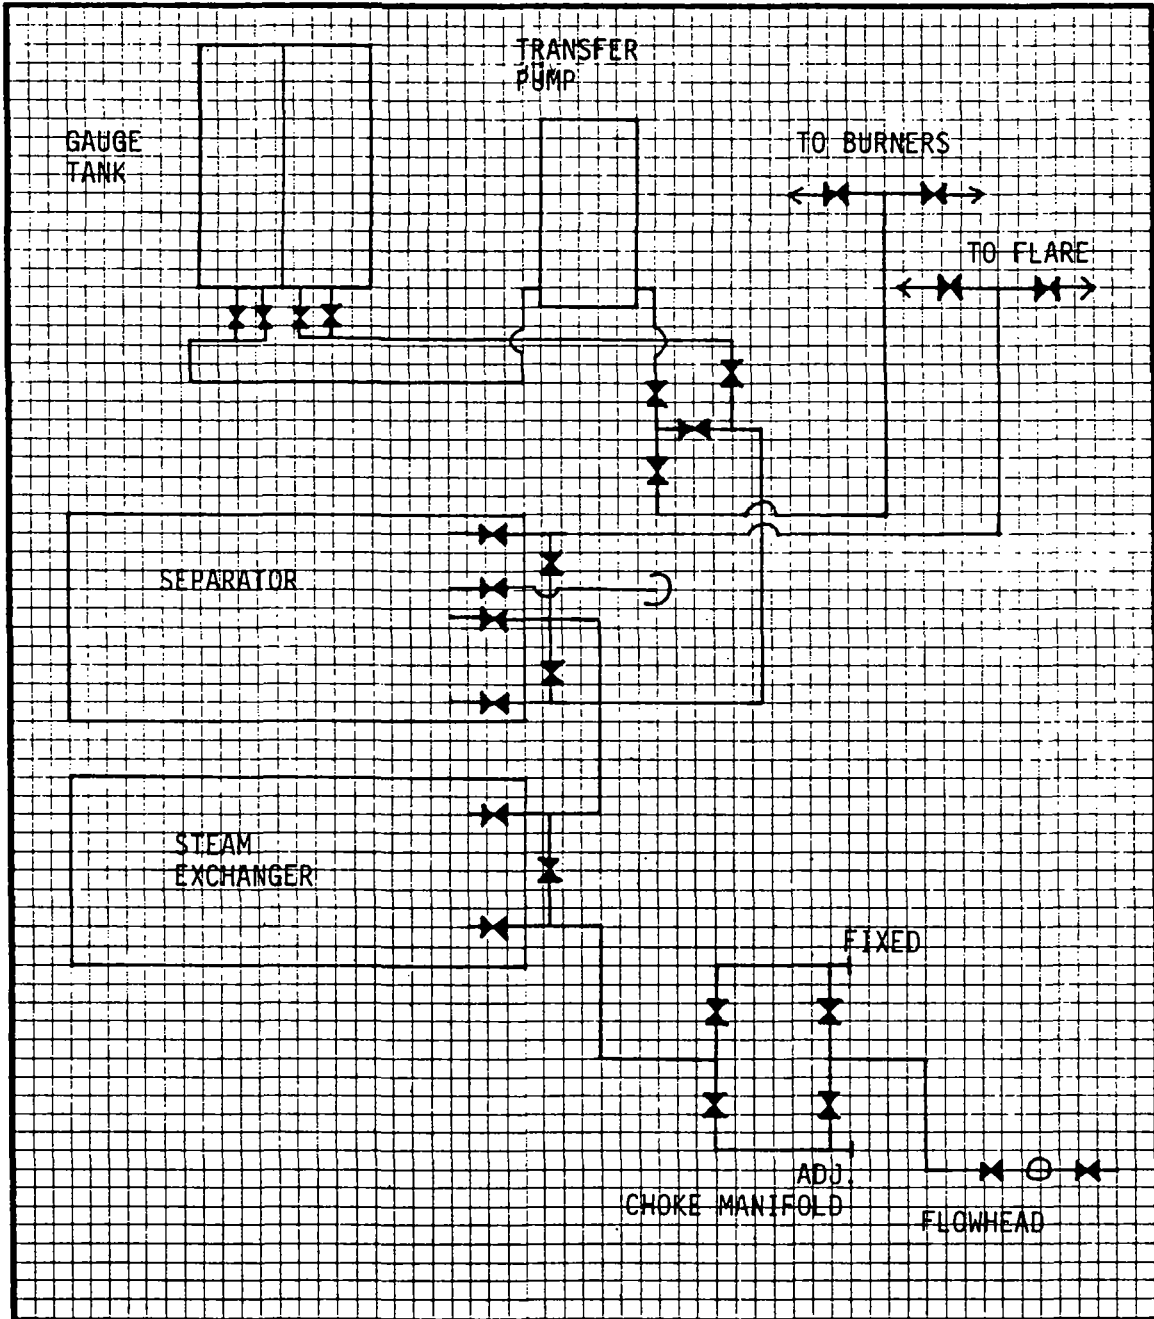 TRANSFER
PUMP
GAUGE
TANK
TO BURNERS
TO FLARE
SEPARATOR
STEAM
EXCHANGER
FIXED
ADJ.
CHOKE MANIFOLD
FLOWHEAD